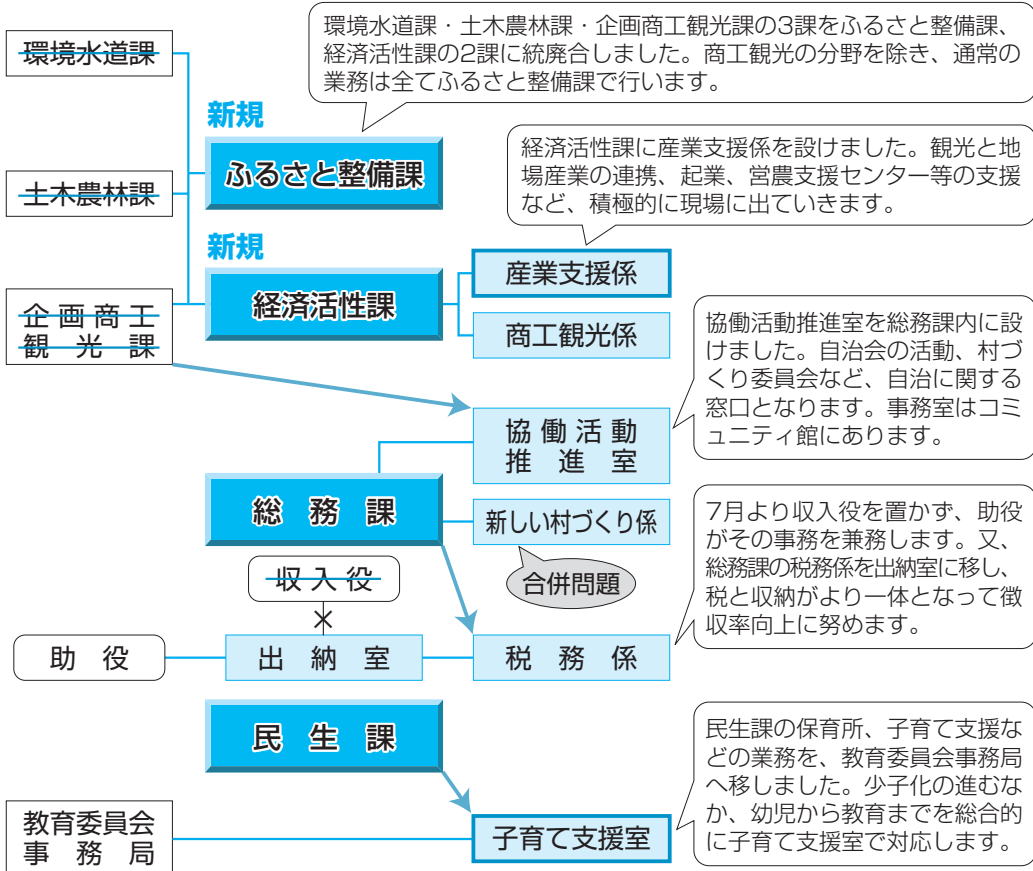 環境水道課・土木農林課・企画商工観光課の3課をふるさと整備課、
経済活性課の2課に統廃合しました。商工観光の分野を除き、通常の
業務は全てふるさと整備課で行います。
環境水道課
新規
ふるさと整備課
土木農林課
経済活性課に産業支援係を設けました。観光と地
場産業の連携、起業、営農支援センター等の支援
など、積極的に現場に出ていきます。
新規
経済活性課
産業支援係
商工観光係
企画商工
観光課
協働活動推進室を総務課内に設
けました。自治会の活動、村づ
くり委員会など、自治に関する
窓口となります。事務室はコミ
ュニティ館にあります。
協働活動
推進室
総務課
新しい村づくり係
合併問題
7月より収入役を置かず、助役
がその事務を兼務します。又、
総務課の税務係を出納室に移し、
税と収納がより一体となって徴
収率向上に努めます。
収入役
×
助役
出納室
税務係
民生課
民生課の保育所、子育て支援な
どの業務を、教育委員会事務局
へ移しました。少子化の進むな
か、幼児から教育までを総合的
に子育て支援室で対応します。
教育委員会
事務局
子育て支援室